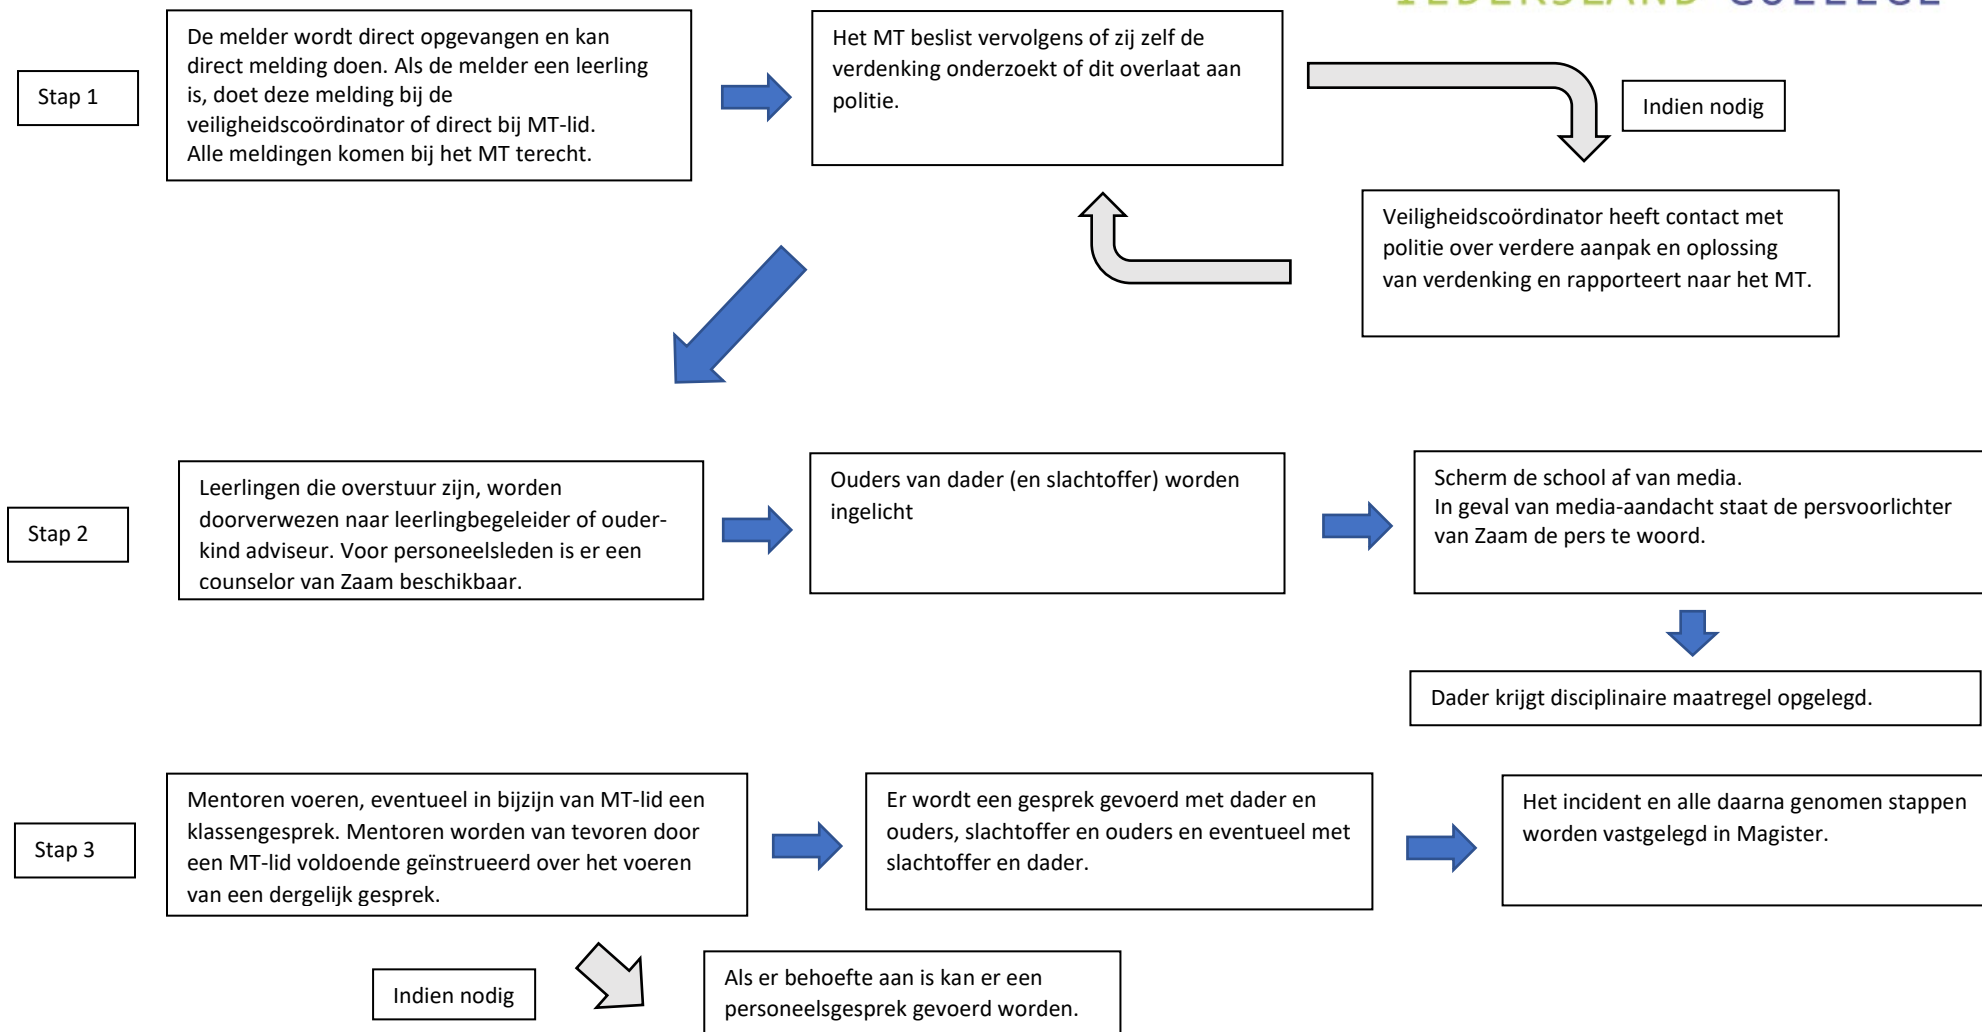 IEDERSLAND COLLEGE
Stap 1
De melder wordt direct opgevangen en kan
direct melding doen. Als de melder een leerling
is, doet deze melding bij de
veiligheidscoördinator of direct bij MT-lid.
Alle meldingen komen bij het MT terecht.
Het MT beslist vervolgens of zij zelf de
verdenking onderzoekt of dit overlaat aan
politie.
Indien nodig
Veiligheidscoördinator heeft contact met
politie over verdere aanpak en oplossing
van verdenking en rapporteert naar het MT.
Stap 2
Leerlingen die overstuur zijn, worden
doorverwezen naar leerlingbegeleider of ouder-
kind adviseur. Voor personeelsleden is er een
counselor van Zaam beschikbaar.
Ouders van dader (en slachtoffer) worden
ingelicht
Scherm de school af van media.
In geval van media-aandacht staat de persvoorlichter
van Zaam de pers te woord.
Dader krijgt disciplinaire maatregel opgelegd.
Stap 3
Mentoren voeren, eventueel in bijzijn van MT-lid een
klassengesprek. Mentoren worden van tevoren door
een MT-lid voldoende geïnstrueerd over het voeren
van een dergelijk gesprek.
Er wordt een gesprek gevoerd met dader en
ouders, slachtoffer en ouders en eventueel met
slachtoffer en dader.
Het incident en alle daarna genomen stappen
worden vastgelegd in Magister.
Indien nodig
Als er behoefte aan is kan er een
personeelsgesprek gevoerd worden.